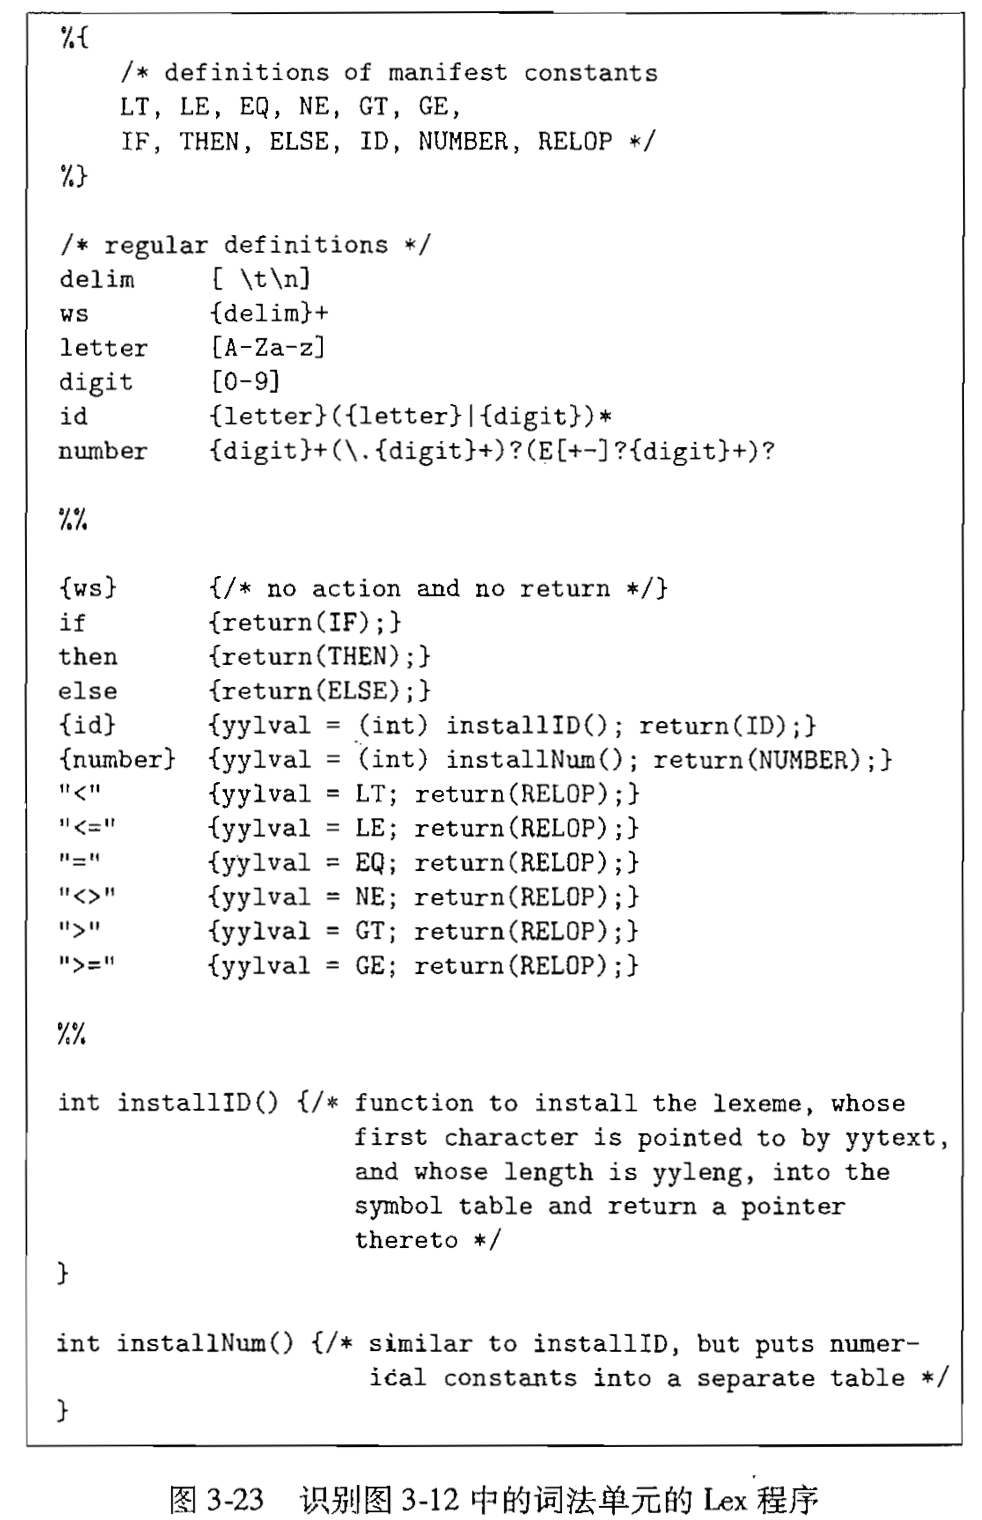 %{
    /* definitions of manifest constants
    LT, LE, EQ, NE, GT, GE,
    IF, THEN, ELSE, ID, NUMBER, RELOP */
%}

/* regular definitions */
delim     [ \t\n]
ws        {delim}+
letter    [A-Za-z]
digit     [0-9]
id        {letter}({letter}|{digit})*
number    {digit}+(\.{digit}+)?(E[+-]?{digit}+)?

%%

{ws}      {/* no action and no return */}
if        {return(IF);}
then      {return(THEN);}
else      {return(ELSE);}
{id}      {yylval = (int) installID(); return(ID);}
{number}  {yylval = (int) installNum(); return(NUMBER);}
"<"       {yylval = LT; return(RELOP);}
"<="      {yylval = LE; return(RELOP);}
"="       {yylval = EQ; return(RELOP);}
"<>"      {yylval = NE; return(RELOP);}
">"       {yylval = GT; return(RELOP);}
">="      {yylval = GE; return(RELOP);}

%%

int installID() {/* function to install the lexeme, whose
                    first character is pointed to by yytext,
                    and whose length is yyleng, into the
                    symbol table and return a pointer
                    thereto */
}

int installNum() {/* similar to installID, but puts numer-
                     ical constants into a separate table */
}
图 3-23 识别图 3-12 中的词法单元的 Lex 程序